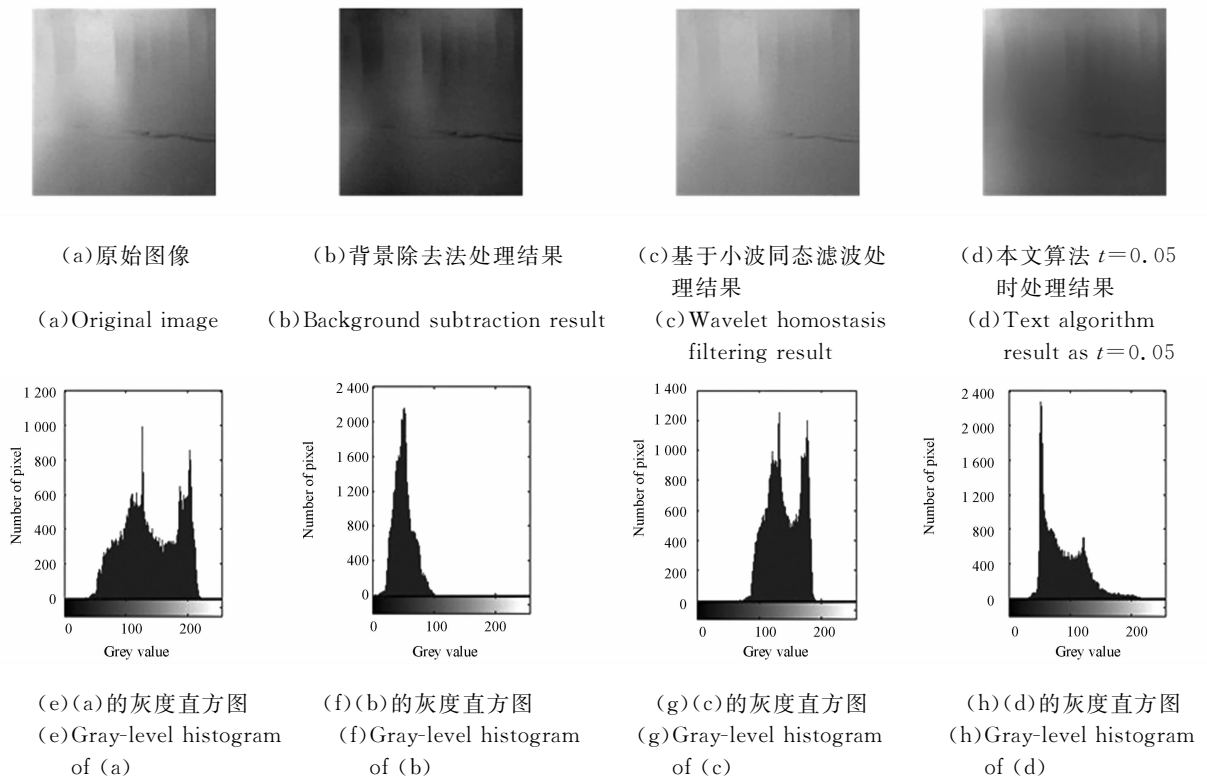 (a)原始图像
(b)背景除去法处理结果
(c)基于小波同态滤波处
理结果
(d)本文算法 t=0.05
时处理结果
(a)Original image
(b)Background subtraction result
(c)Wavelet homostasis
filtering result
(d)Text algorithm
result as t=0.05
1 200
1 000
800
600
400
200
0
Number of pixel
0 100 200
Grey value
2 400
2 000
1 600
1 200
800
400
0
Number of pixel
0 100 200
Grey value
1 400
1 200
1 000
800
600
400
200
0
Number of pixel
0 100 200
Grey value
2 400
2 000
1 600
1 200
800
400
0
Number of pixel
0 100 200
Grey value
(e)(a)的灰度直方图
(e)Gray-level histogram
of (a)
(f)(b)的灰度直方图
(f)Gray-level histogram
of (b)
(g)(c)的灰度直方图
(g)Gray-level histogram
of (c)
(h)(d)的灰度直方图
(h)Gray-level histogram
of (d)